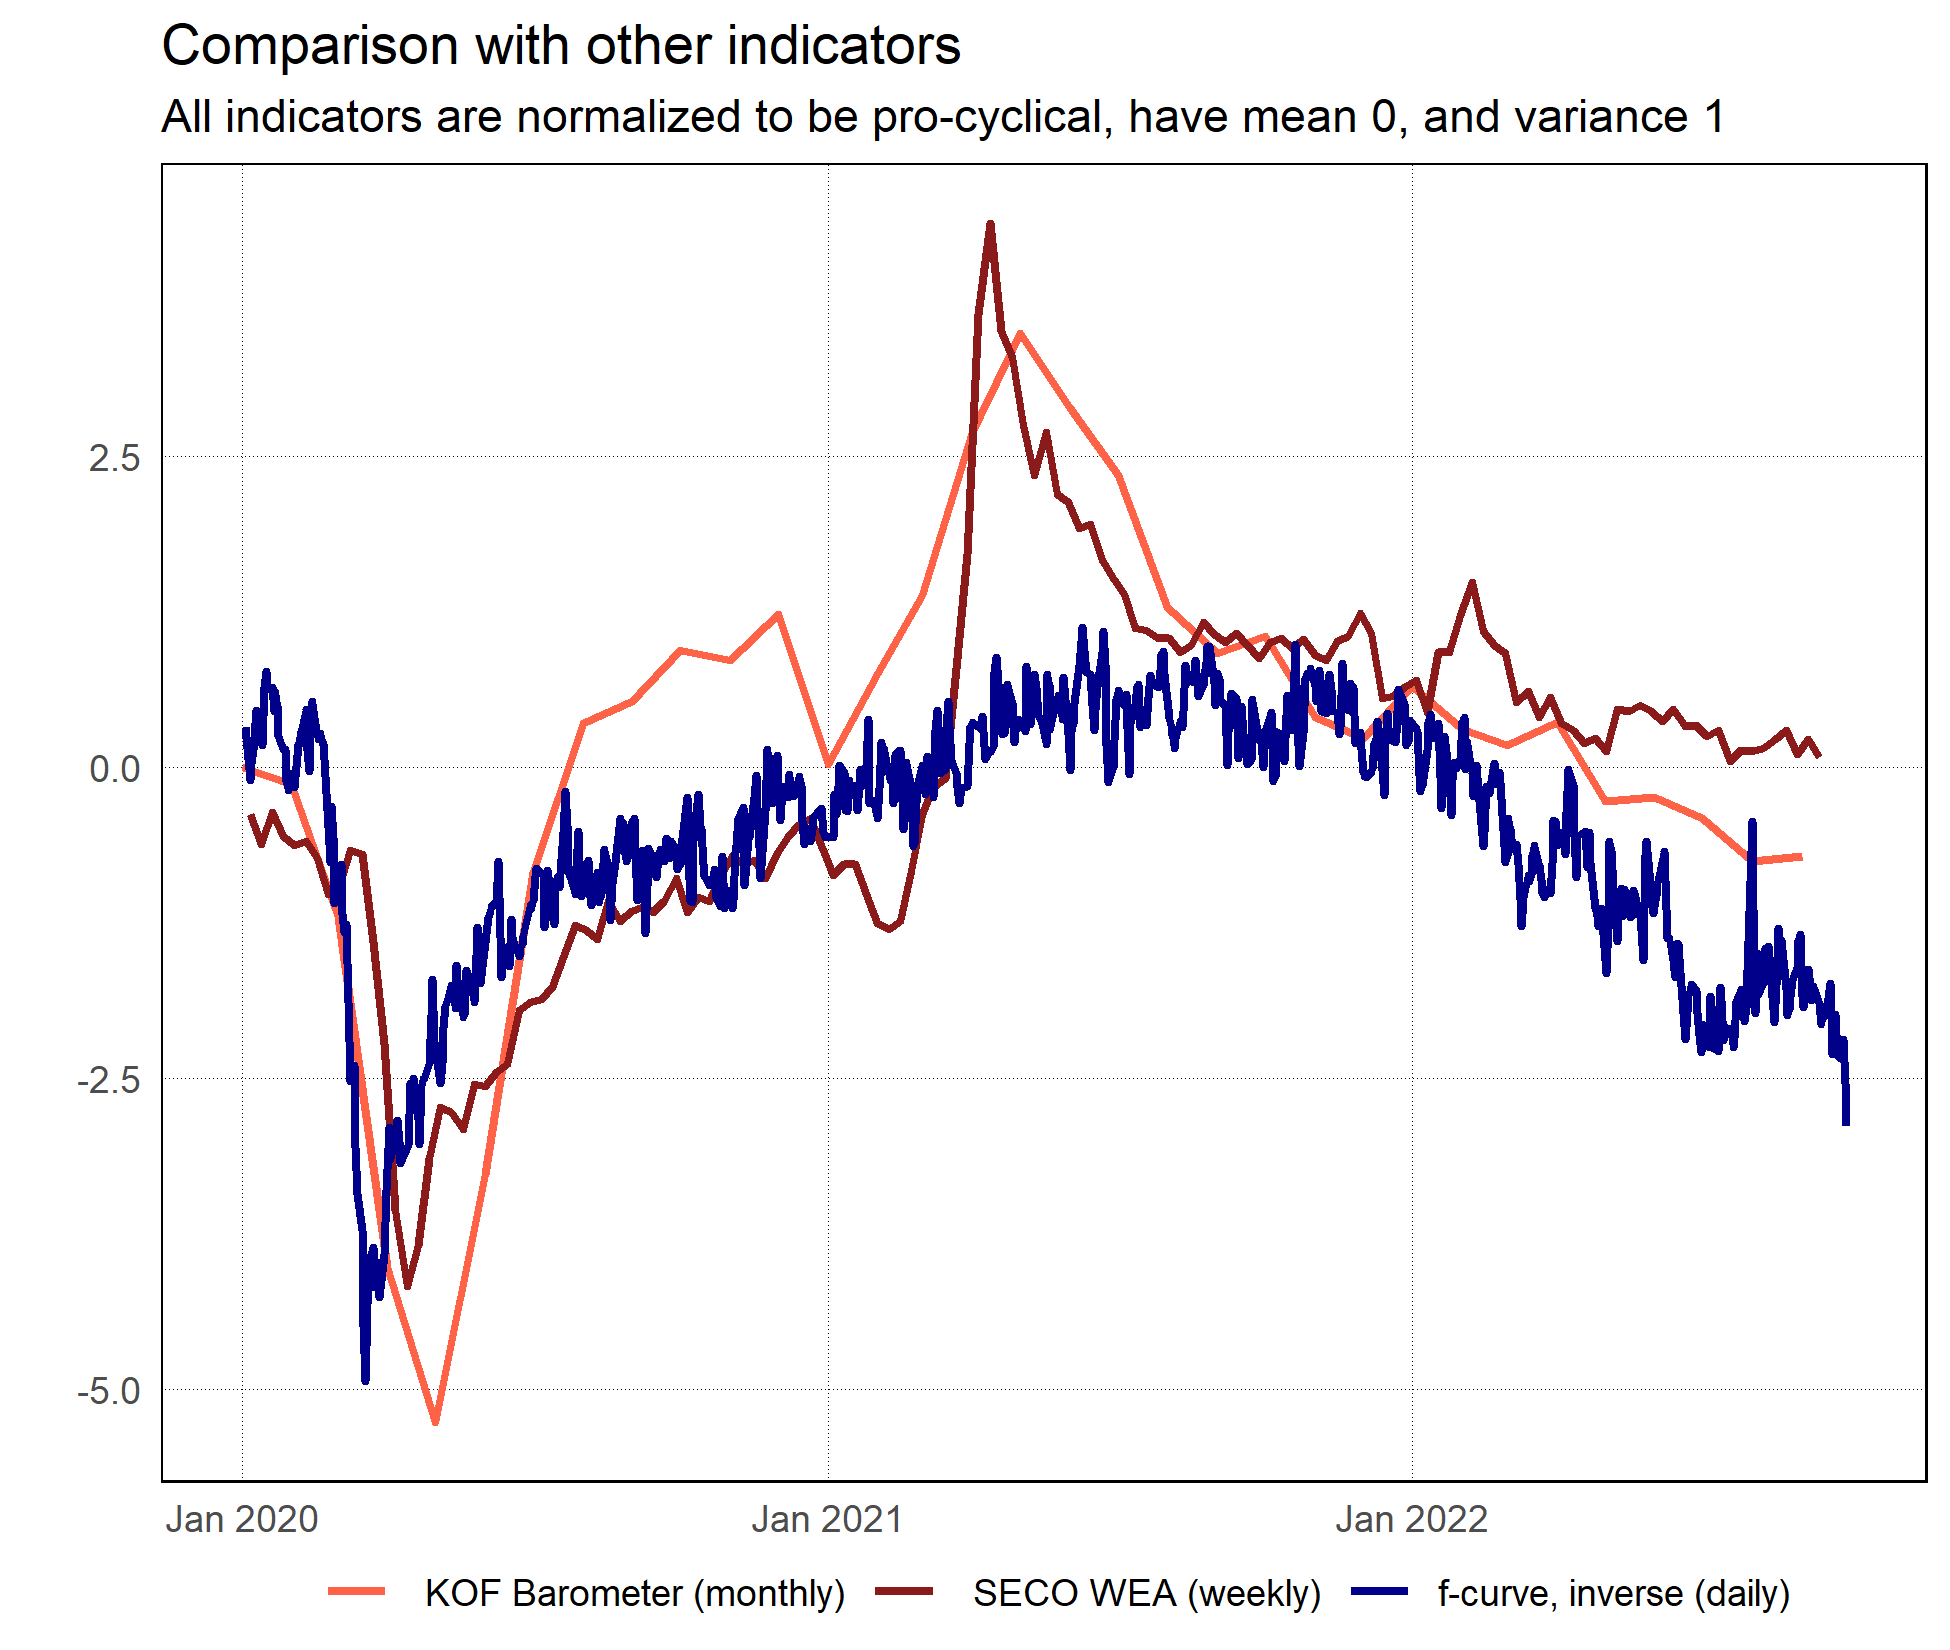 Comparison with other indicators
All indicators are normalized to be pro-cyclical, have mean 0, and variance 1
2.5
0.0
-2.5
-5.0
Jan 2020 Jan 2021 Jan 2022
KOF Barometer (monthly) SECO WEA (weekly) f-curve, inverse (daily)